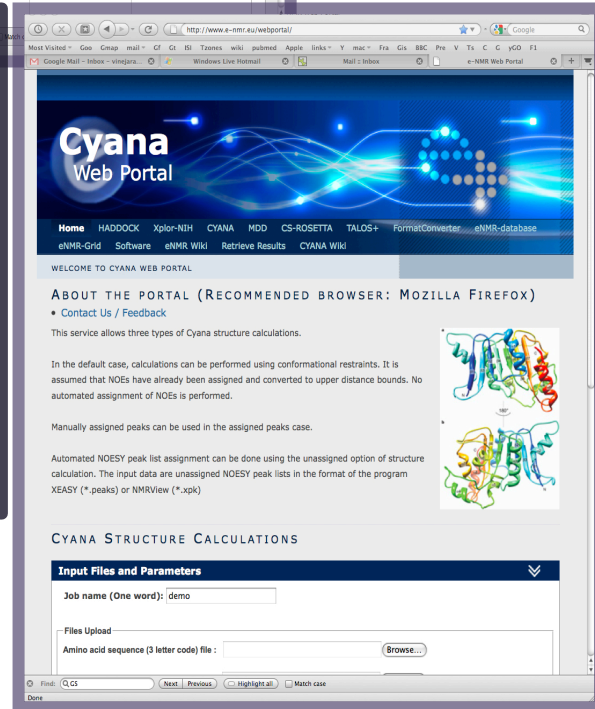 http://www.e-nmr.eu/webportal/
Google
Most Visited Goo Gmap mail Gf Gt ISI Tzones wiki pubmed Apple links Y mac Fra Gis BBC Pre V Ts C G yGO F1
Google Mail – Inbox – vinejara... Windows Live Hotmail Mail :: Inbox e-NMR Web Portal
Cyana
Web Portal
Home HADDOCK Xplor-NIH CYANA MDD CS-ROSETTA TALOS+ FormatConverter eNMR-database
eNMR-Grid Software eNMR Wiki Retrieve Results CYANA Wiki
WELCOME TO CYANA WEB PORTAL
ABOUT THE PORTAL (RECOMMENDED BROWSER: MOZILLA FIREFOX)
• Contact Us / Feedback
This service allows three types of Cyana structure calculations.
In the default case, calculations can be performed using conformational restraints. It is
assumed that NOEs have already been assigned and converted to upper distance bounds. No
automated assignment of NOEs is performed.
Manually assigned peaks can be used in the assigned peaks case.
Automated NOESY peak list assignment can be done using the unassigned option of structure
calculation. The input data are unassigned NOESY peak lists in the format of the program
XEASY (*.peaks) or NMRView (*.xpk)
a
180°
b
CYANA STRUCTURE CALCULATIONS
Input Files and Parameters
Job name (One word): demo
Files Upload
Amino acid sequence (3 letter code) file : Browse...
Find: GS Next Previous Highlight all Match case
Done